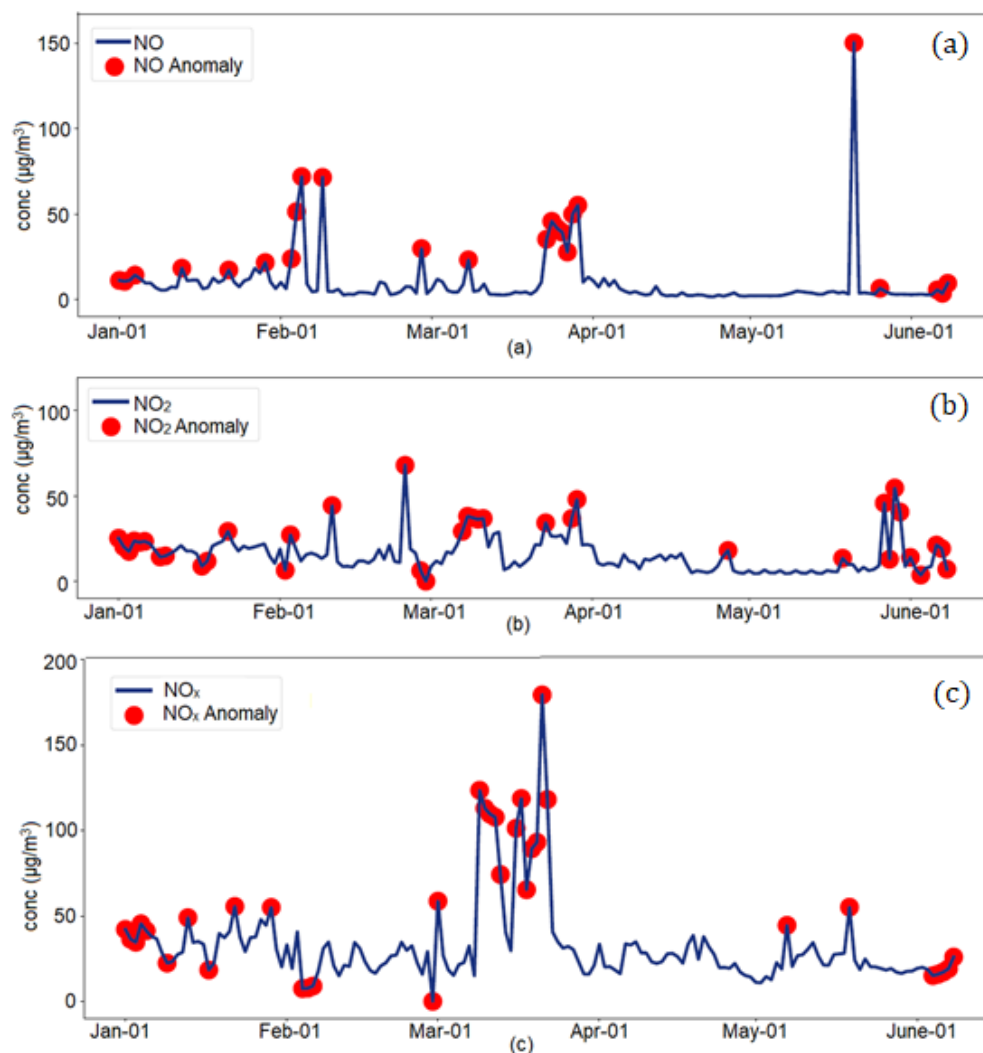 (a)
NO
NO Anomaly
150
100
50
0
conc (µg/m³)
Jan-01 Feb-01 Mar-01 Apr-01 May-01 June-01
(a)
(b)
NO₂
NO₂ Anomaly
100
50
0
conc (µg/m³)
Jan-01 Feb-01 Mar-01 Apr-01 May-01 June-01
(b)
(c)
NOₓ
NOₓ Anomaly
200
150
100
50
0
conc (µg/m³)
Jan-01 Feb-01 Mar-01 Apr-01 May-01 June-01
(c)